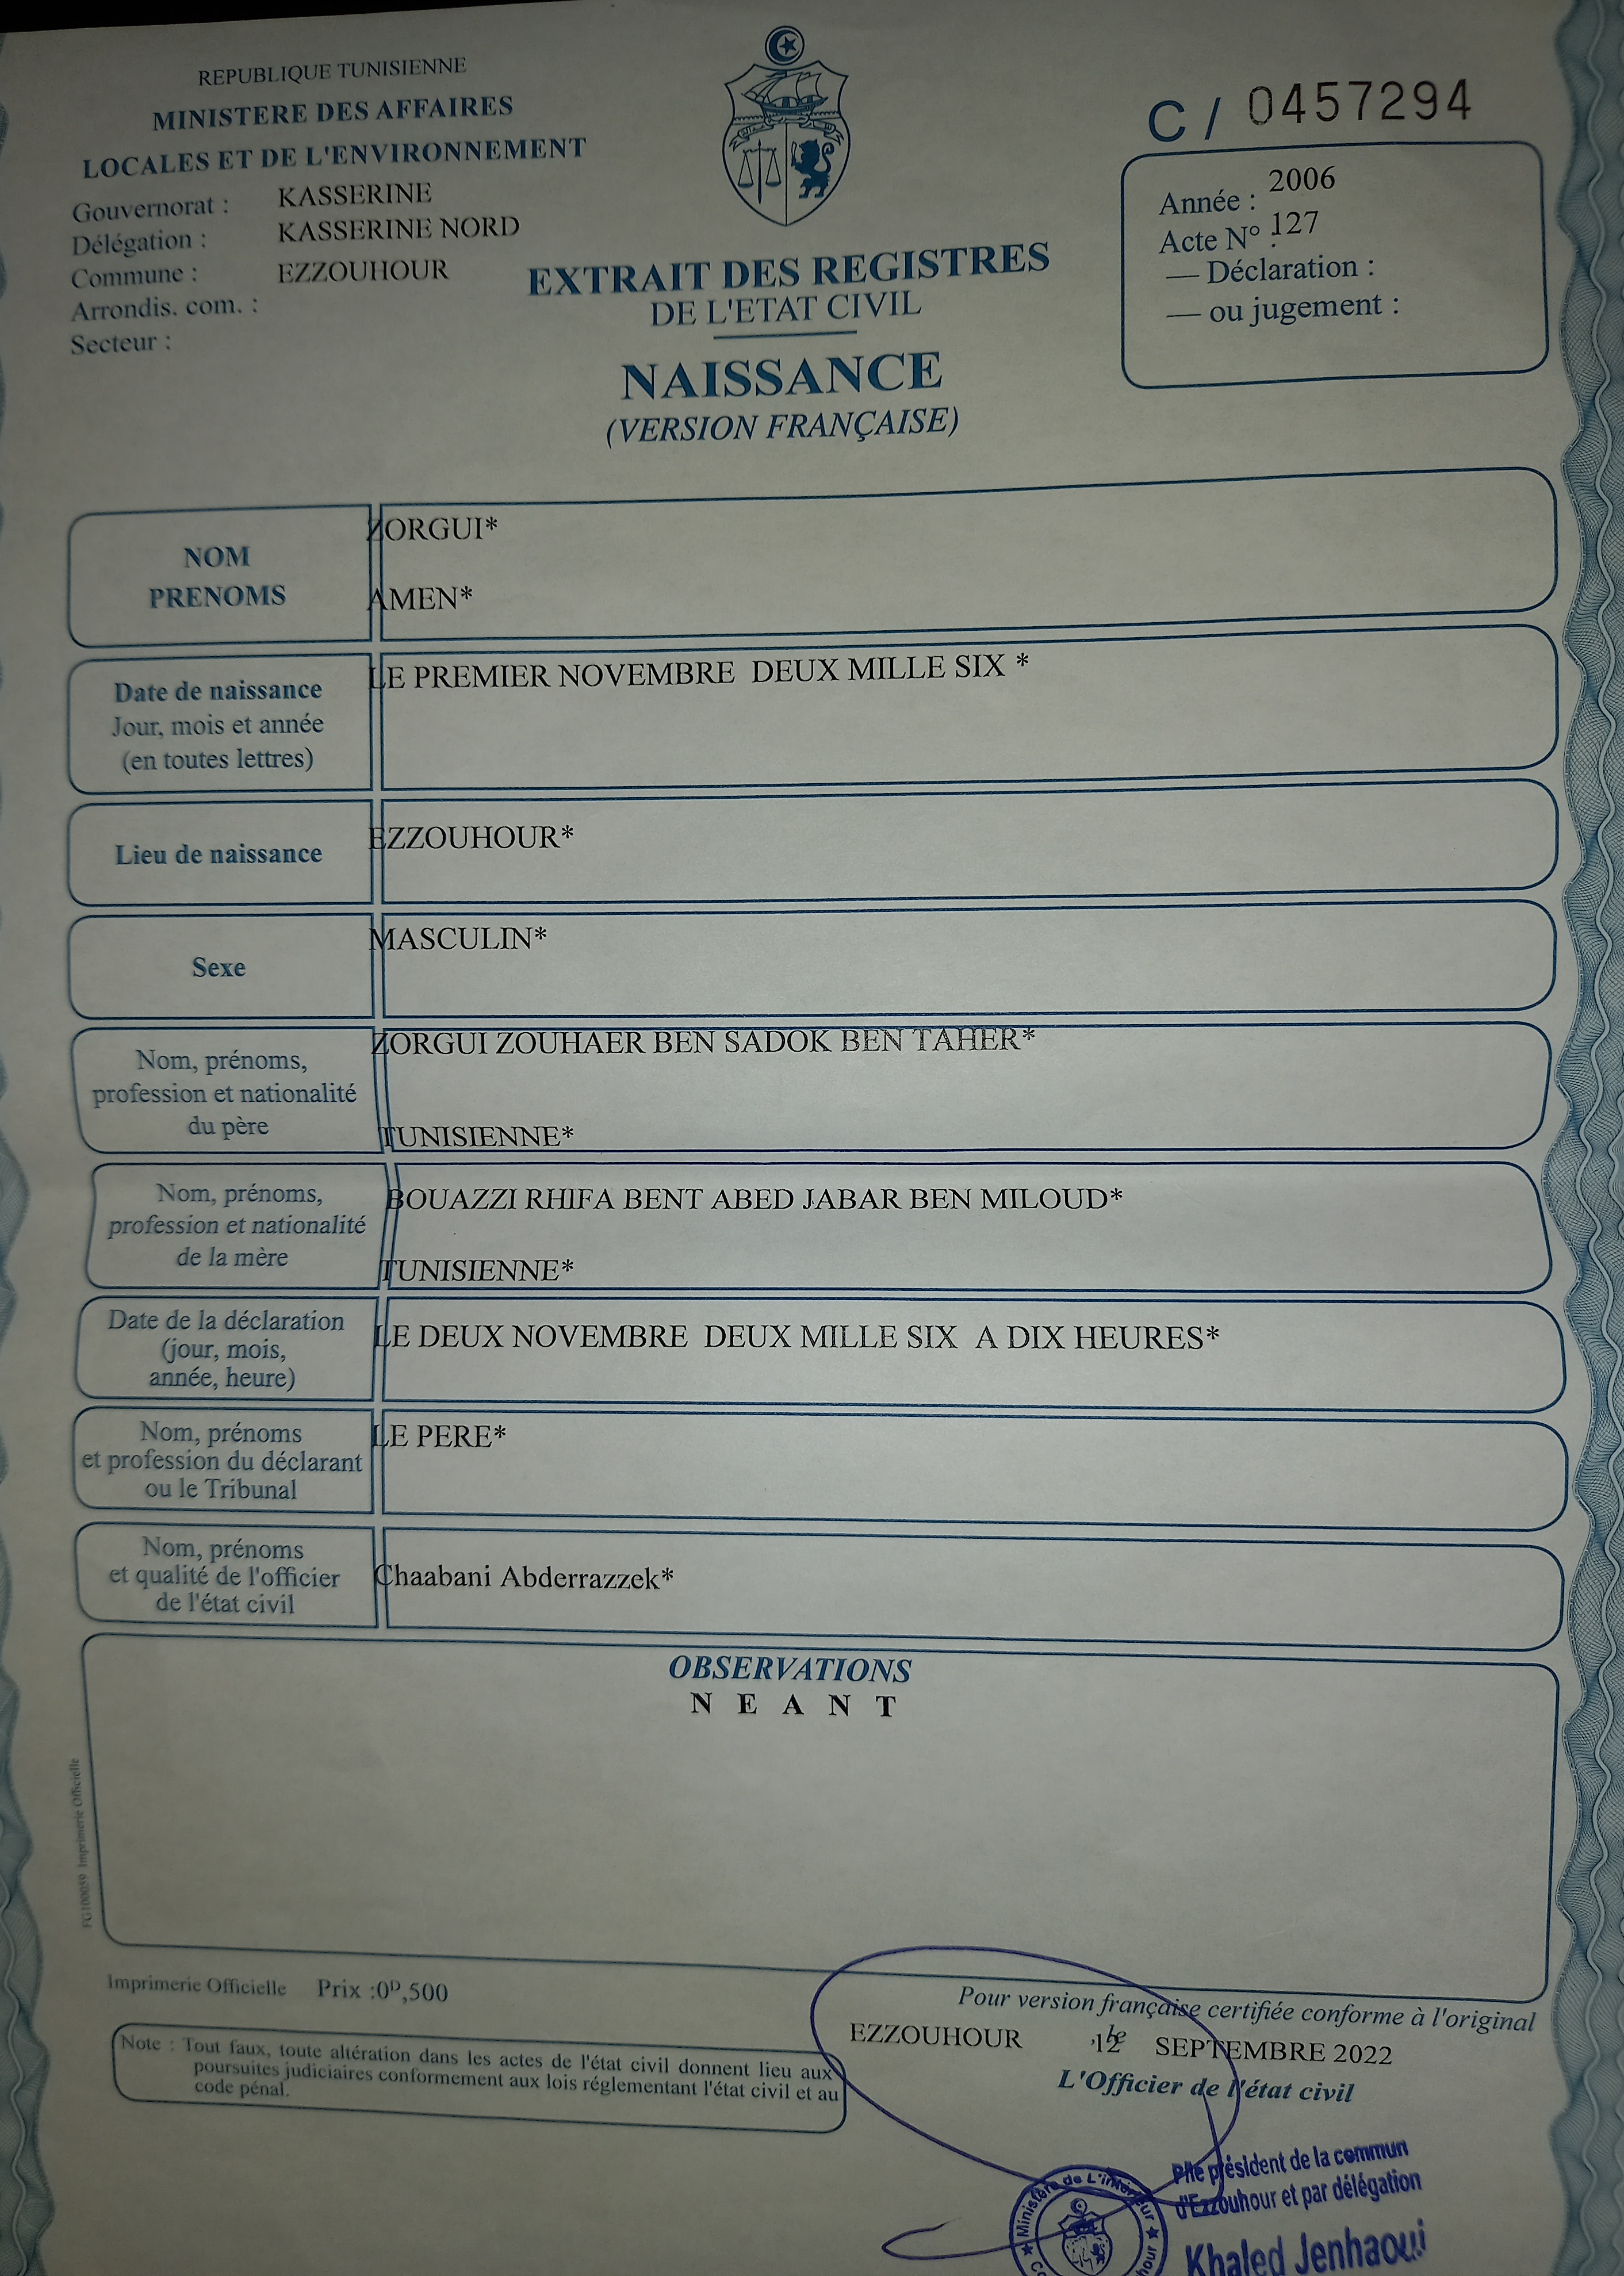 REPUBLIQUE TUNISIENNE
MINISTERE DES AFFAIRES
LOCALES ET DE L'ENVIRONNEMENT
Gouvernorat : KASSERINE
Délégation : KASSERINE NORD
Commune : EZZOUHOUR
Arrondis. com. :
Secteur :
C / 0457294
Année : 2006
Acte N° : 127
— Déclaration :
— ou jugement :
EXTRAIT DES REGISTRES
DE L'ETAT CIVIL
NAISSANCE
(VERSION FRANÇAISE)
NOM
PRENOMS
ZORGUI*
AMEN*
Date de naissance
Jour, mois et année
(en toutes lettres)
LE PREMIER NOVEMBRE DEUX MILLE SIX *
Lieu de naissance
EZZOUHOUR*
Sexe
MASCULIN*
Nom, prénoms,
profession et nationalité
du père
ZORGUI ZOUHAER BEN SADOK BEN TAHER*
TUNISIENNE*
Nom, prénoms,
profession et nationalité
de la mère
BOUAZZI RHIFA BENT ABED JABAR BEN MILOUD*
TUNISIENNE*
Date de la déclaration
(jour, mois,
année, heure)
LE DEUX NOVEMBRE DEUX MILLE SIX A DIX HEURES*
Nom, prénoms
et profession du déclarant
ou le Tribunal
LE PERE*
Nom, prénoms
et qualité de l'officier
de l'état civil
Chaabani Abderrazzek*
OBSERVATIONS
N E A N T
FG100059 Imprimerie Officielle
Imprimerie Officielle Prix :0ᴰ,500
Note : Tout faux, toute altération dans les actes de l'état civil donnent lieu aux
poursuites judiciaires conformement aux lois réglementant l'état civil et au
code pénal.
Pour version française certifiée conforme à l'original
EZZOUHOUR , le 12 SEPTEMBRE 2022
L'Officier de l'état civil
P/le président de la commun
d'Ezzouhour et par délégation
Khaled Jenhaoui
★ Ministère de L'intérieur ★